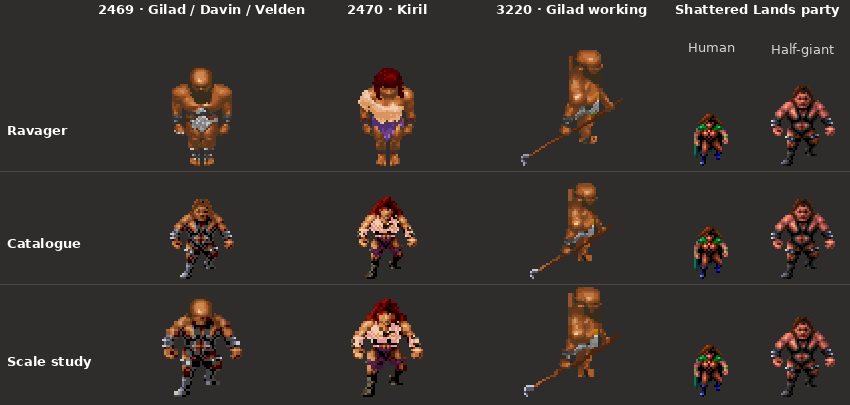 2469 · Gilad / Davin / Velden 2470 · Kiril 3220 · Gilad working Shattered Lands party
Human Half-giant
Ravager
Catalogue
Scale study